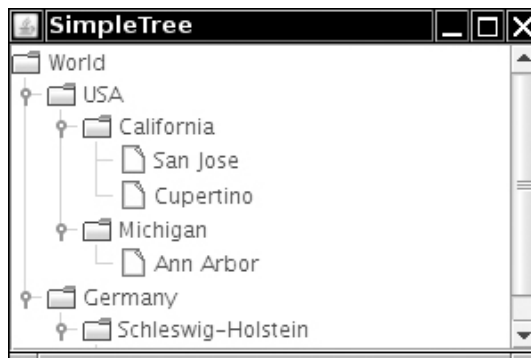 SimpleTree
World
USA
California
San Jose
Cupertino
Michigan
Ann Arbor
Germany
Schleswig-Holstein